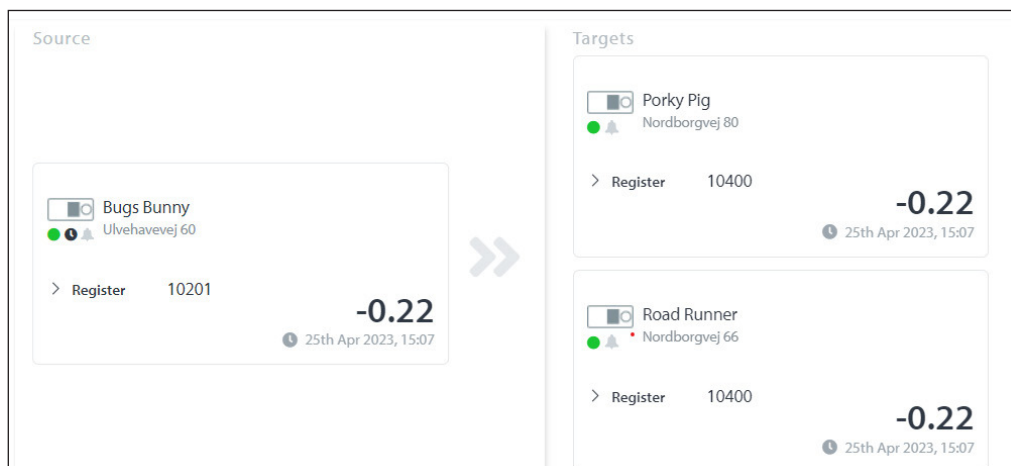 Source
Bugs Bunny
Ulvehavevej 60
Register 10201
-0.22
25th Apr 2023, 15:07
Targets
Porky Pig
Nordborgvej 80
Register 10400
-0.22
25th Apr 2023, 15:07
Road Runner
Nordborgvej 66
Register 10400
-0.22
25th Apr 2023, 15:07